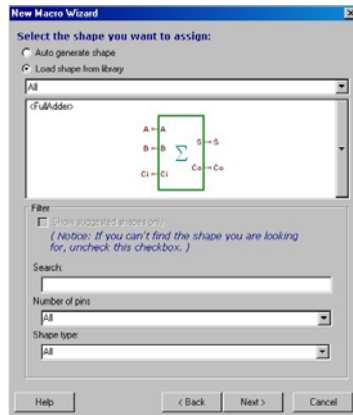 New Macro Wizard
Select the shape you want to assign:
Auto generate shape
Load shape from library
All
<FullAdder>
A A
B B
Σ
S S
Ci Ci
Co Co
Filter
Show suggested shapes only.
( Notice: If you can't find the shape you are looking
for, uncheck this checkbox. )
Search:
Number of pins
All
Shape type:
All
Help
< Back
Next >
Cancel